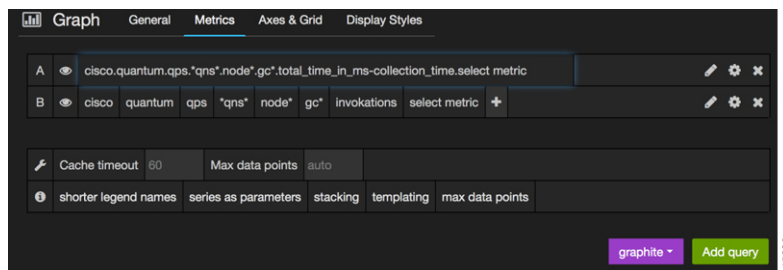 Graph General Metrics Axes & Grid Display Styles
A cisco.quantum.qps.*qns*.node*.gc*.total_time_in_ms-collection_time.select metric
B cisco quantum qps *qns* node* gc* invokations select metric +
Cache timeout 60 Max data points auto
shorter legend names series as parameters stacking templating max data points
graphite Add query